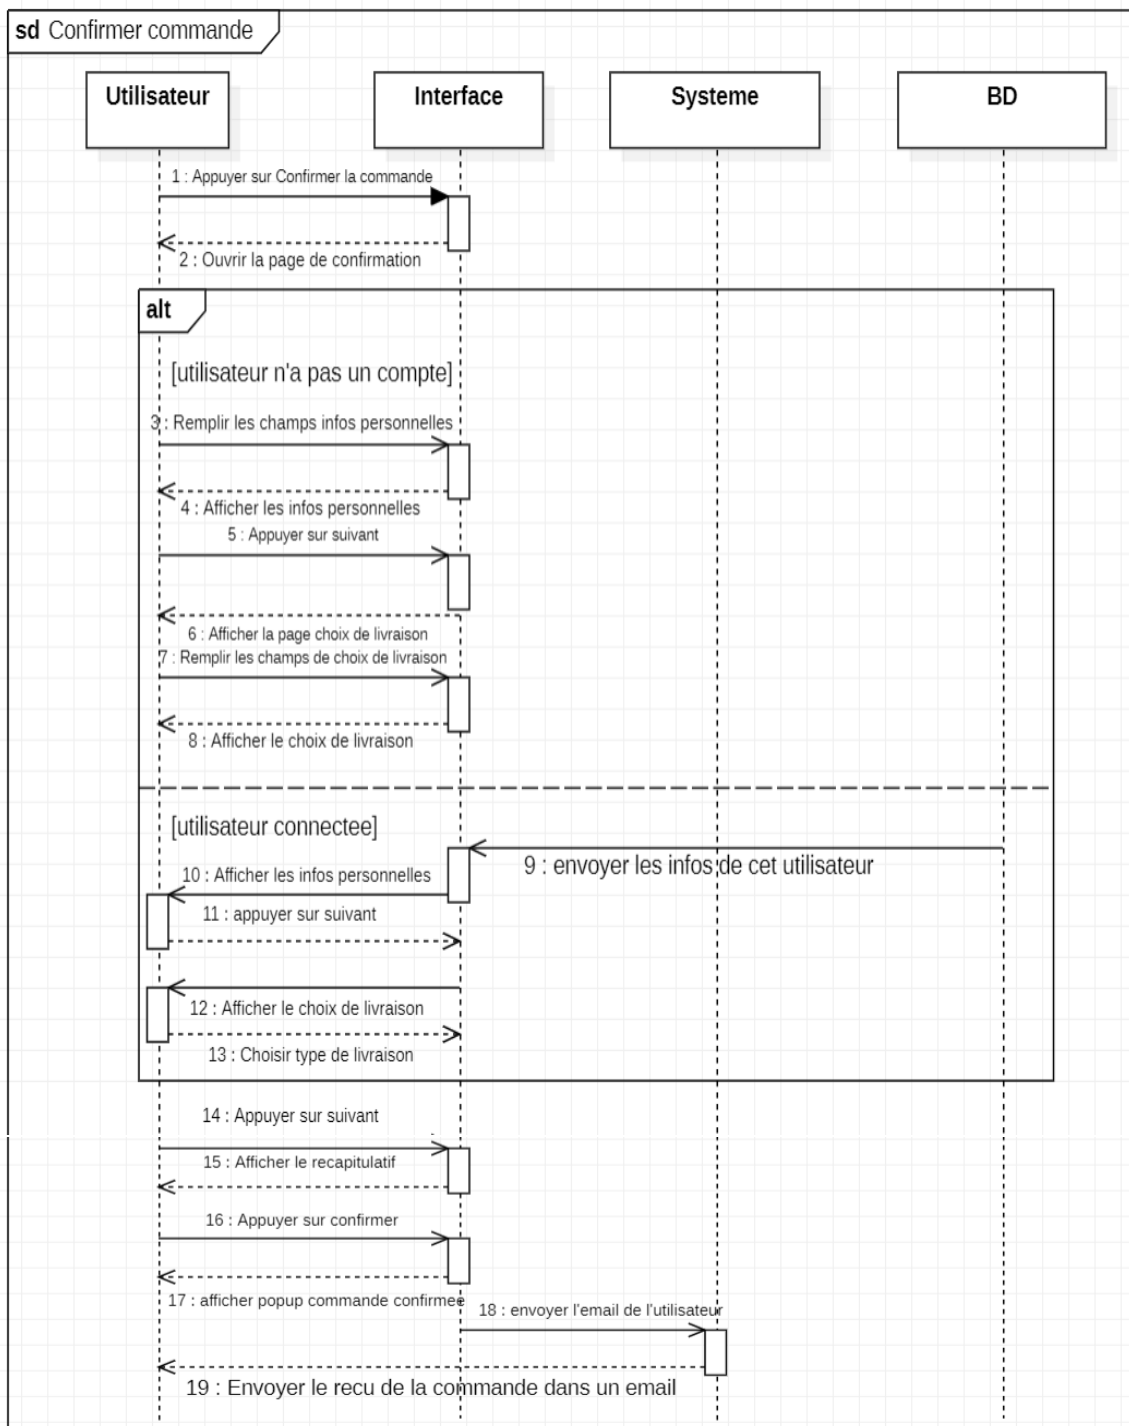 sd Confirmer commande
Utilisateur
Interface
Systeme
BD
1 : Appuyer sur Confirmer la commande
2 : Ouvrir la page de confirmation
alt
[utilisateur n'a pas un compte]
3 : Remplir les champs infos personnelles
4 : Afficher les infos personnelles
5 : Appuyer sur suivant
6 : Afficher la page choix de livraison
7 : Remplir les champs de choix de livraison
8 : Afficher le choix de livraison
[utilisateur connectee]
9 : envoyer les infos de cet utilisateur
10 : Afficher les infos personnelles
11 : appuyer sur suivant
12 : Afficher le choix de livraison
13 : Choisir type de livraison
14 : Appuyer sur suivant
15 : Afficher le recapitulatif
16 : Appuyer sur confirmer
17 : afficher popup commande confirmee
18 : envoyer l'email de l'utilisateur
19 : Envoyer le recu de la commande dans un email